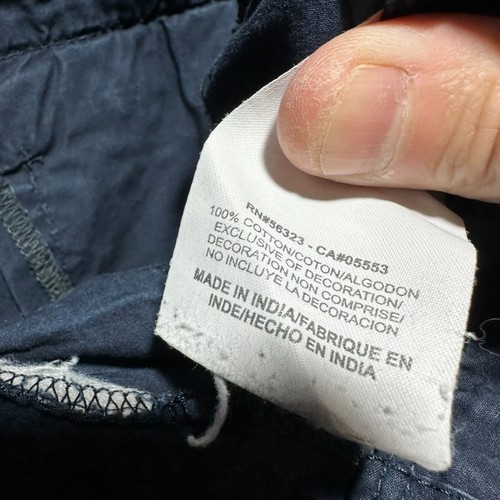 RN#56323 - CA#05553
100% COTTON/COTON/ALGODON
EXCLUSIVE OF DECORATION/
DECORATION NON COMPRISE/
NO INCLUYE LA DECORACION
MADE IN INDIA/FABRIQUE EN
INDE/HECHO EN INDIA